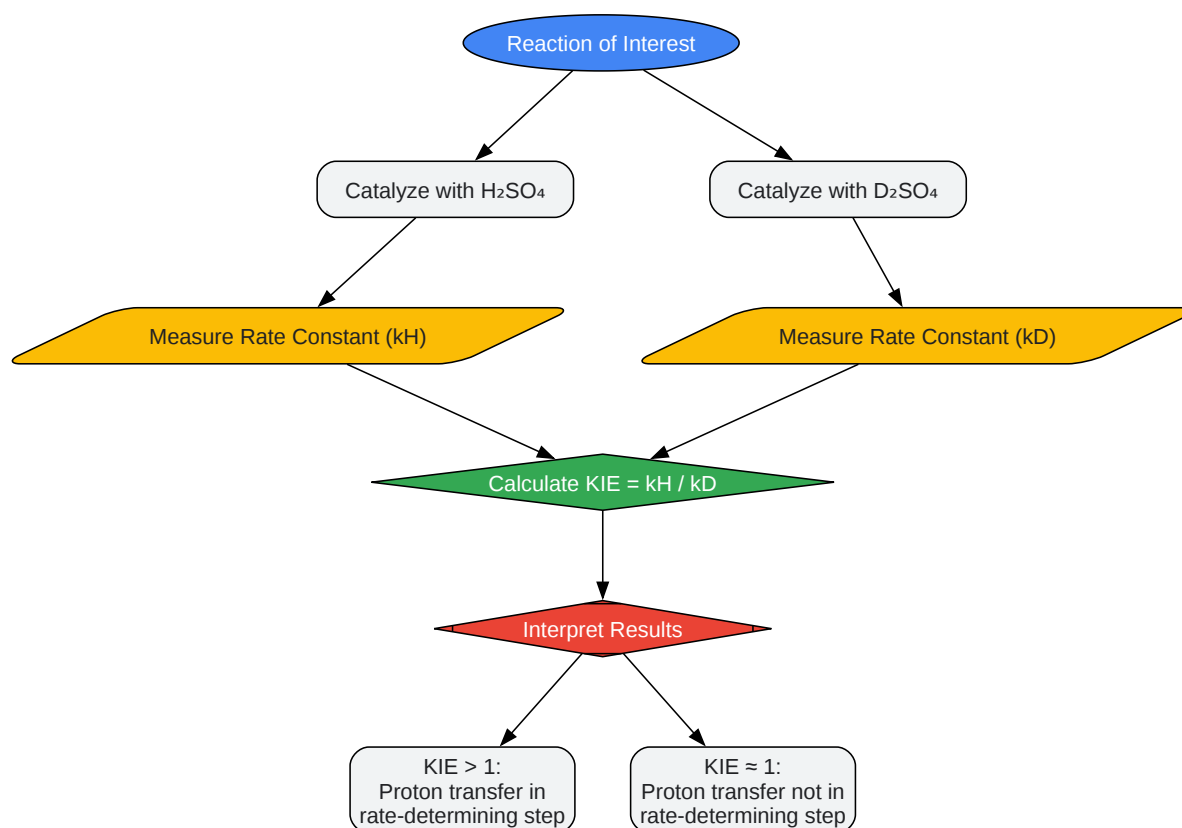 Reaction of Interest
Catalyze with H₂SO₄
Catalyze with D₂SO₄
Measure Rate Constant (kH)
Measure Rate Constant (kD)
Calculate KIE = kH / kD
Interpret Results
KIE > 1:
Proton transfer in
rate-determining step
KIE ≈ 1:
Proton transfer not in
rate-determining step